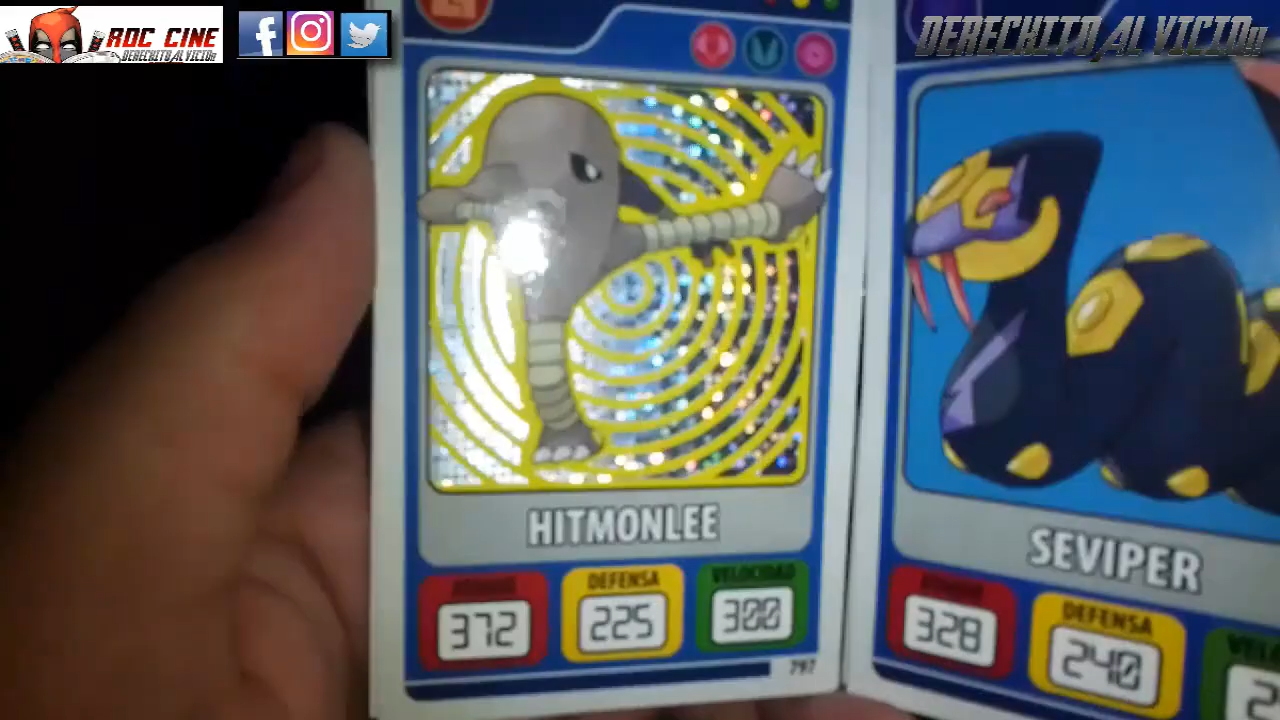 ROC CINE
DERECHITO AL VICIO!!
DERECHITO AL VICIO!!
HITMONLEE
DEFENSA
VELOCIDAD
372
225
300
797
SEVIPER
DEFENSA
328
240